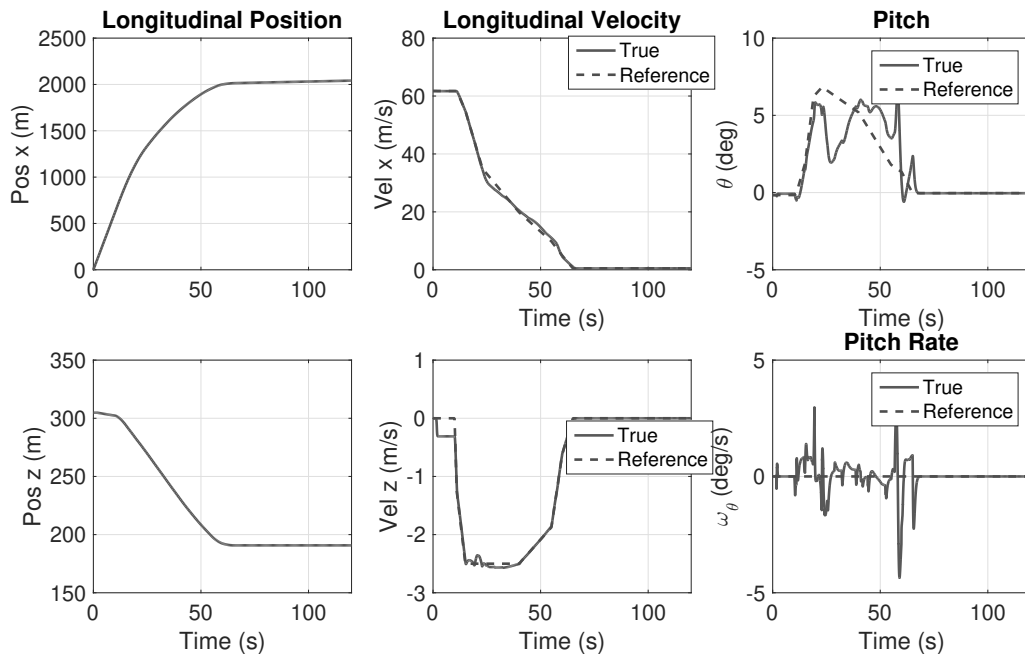 Longitudinal Position
2500
2000
1500
1000
500
0
Pos x (m)
0 50 100
Longitudinal Velocity
80
60
40
20
0
Vel x (m/s)
0 50 100
Time (s)
True
Reference
Pitch
10
5
0
-5
θ (deg)
0 50 100
Time (s)
True
Reference
350
300
250
200
150
Pos z (m)
0 50 100
Time (s)
1
0
-1
-2
-3
Vel z (m/s)
0 50 100
Time (s)
True
Reference
Pitch Rate
5
0
-5
ωθ (deg/s)
0 50 100
Time (s)
True
Reference